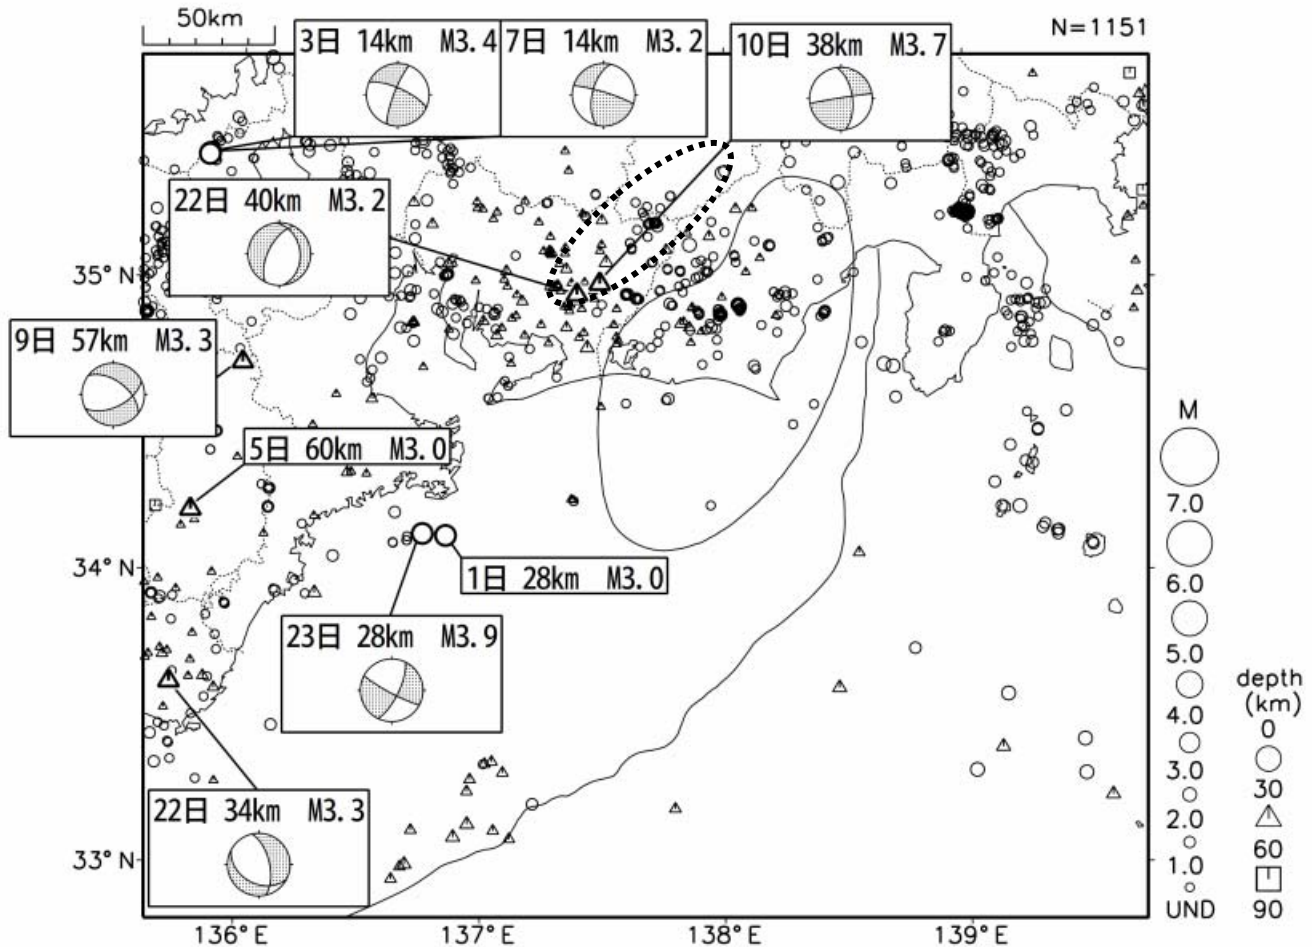 50km
N=1151
3日 14km M3.4
7日 14km M3.2
10日 38km M3.7
22日 40km M3.2
35°N
9日 57km M3.3
5日 60km M3.0
34°N
1日 28km M3.0
23日 28km M3.9
22日 34km M3.3
33°N
136°E
137°E
138°E
139°E
M
7.0
6.0
5.0
4.0
3.0
2.0
1.0
UND
depth
(km)
0
30
60
90